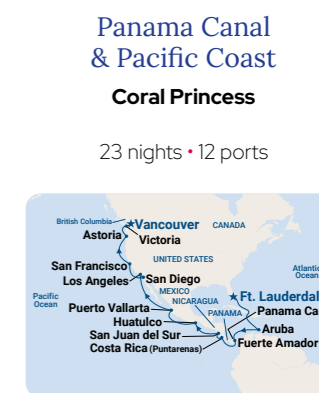 Panama Canal
& Pacific Coast
Coral Princess
23 nights • 12 ports
British Columbia
Vancouver
CANADA
Astoria
Victoria
UNITED STATES
San Francisco
Los Angeles
San Diego
Atlantic
Ocean
Pacific
Ocean
MEXICO
NICARAGUA
Ft. Lauderdal
Puerto Vallarta
PANAMA
Panama Ca
Huatulco
Aruba
San Juan del Sur
Fuerte Amador
Costa Rica (Puntarenas)